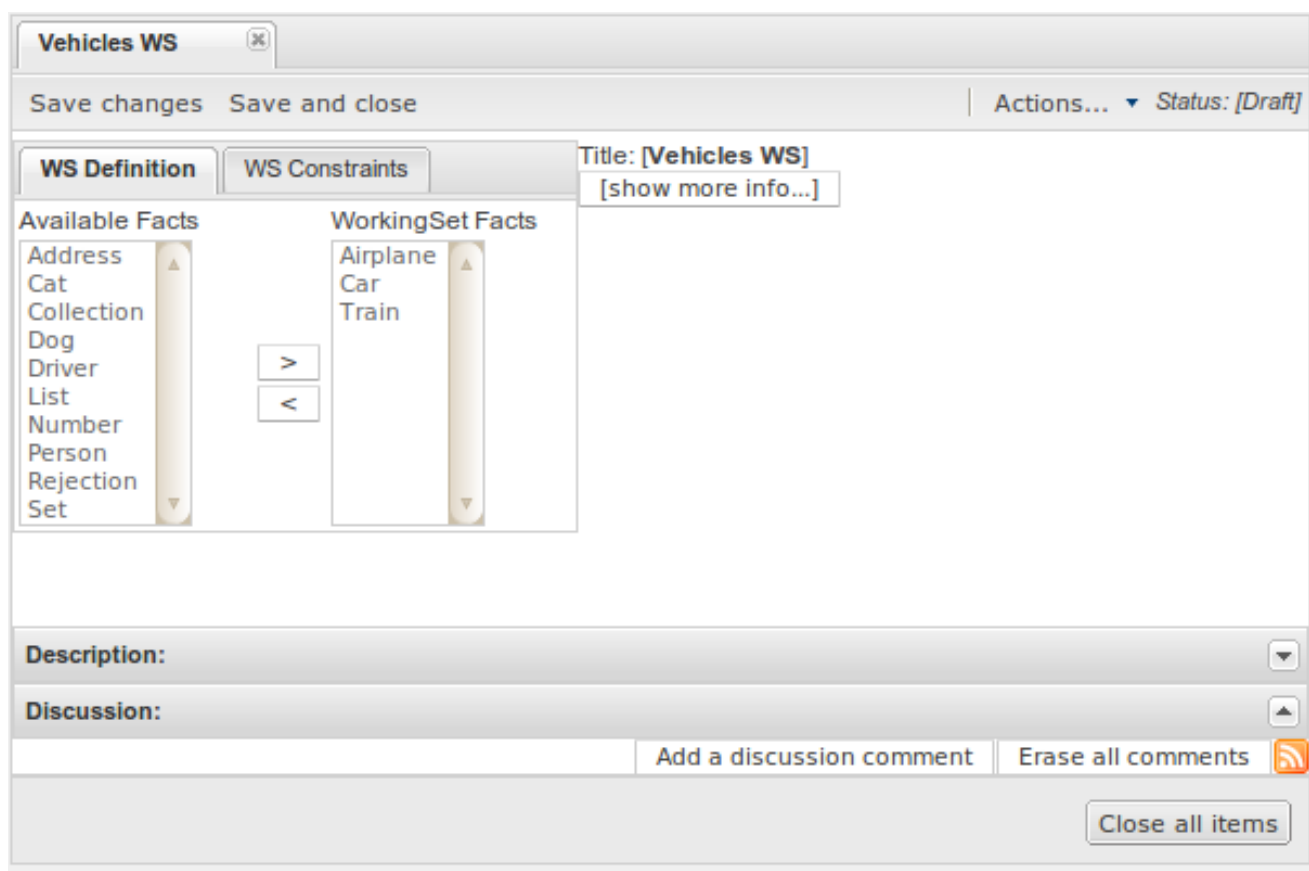 Vehicles WS
Save changes Save and close Actions... Status: [Draft]
WS Definition WS Constraints
Title: [Vehicles WS]
[show more info...]
Available Facts WorkingSet Facts
Address Airplane
Cat Car
Collection Train
Dog
Driver
List
Number
Person
Rejection
Set
>
<
Description:
Discussion:
Add a discussion comment Erase all comments
Close all items